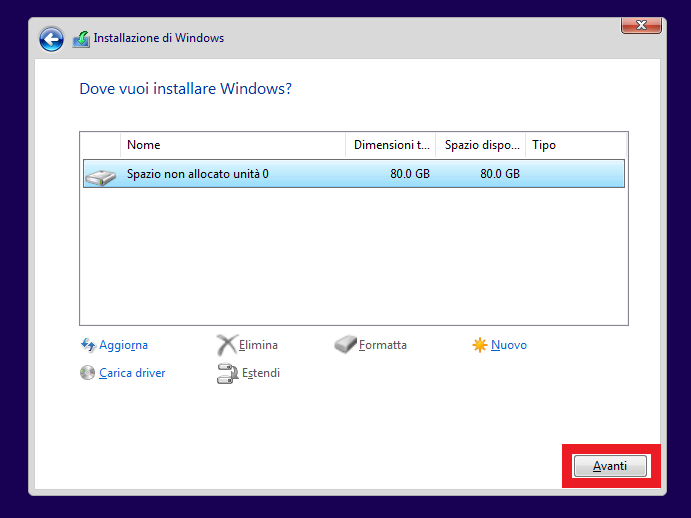 Installazione di Windows
Dove vuoi installare Windows?
Nome Dimensioni t... Spazio dispo... Tipo
Spazio non allocato unità 0 80.0 GB 80.0 GB
Aggiorna Elimina Formatta Nuovo
Carica driver Estendi
Avanti